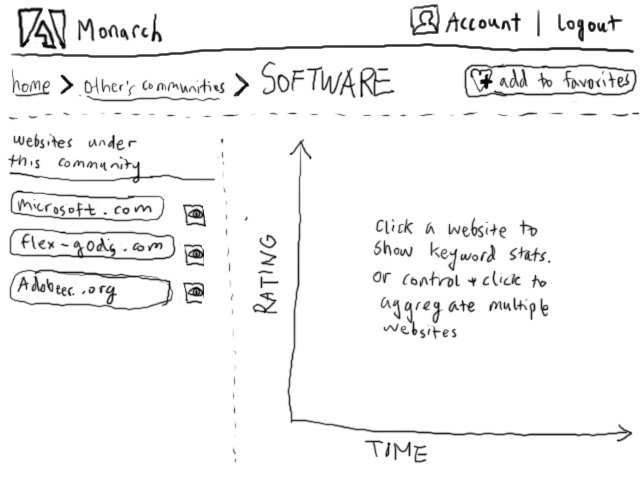 Monarch
Account | Logout
home > Other's communities > SOFTWARE
add to favorites
websites under
this community
microsoft.com
flex-gods.com
Adobeec.org
RATING
Click a website to
show keyword stats.
Or control + click to
aggregate multiple
websites
TIME